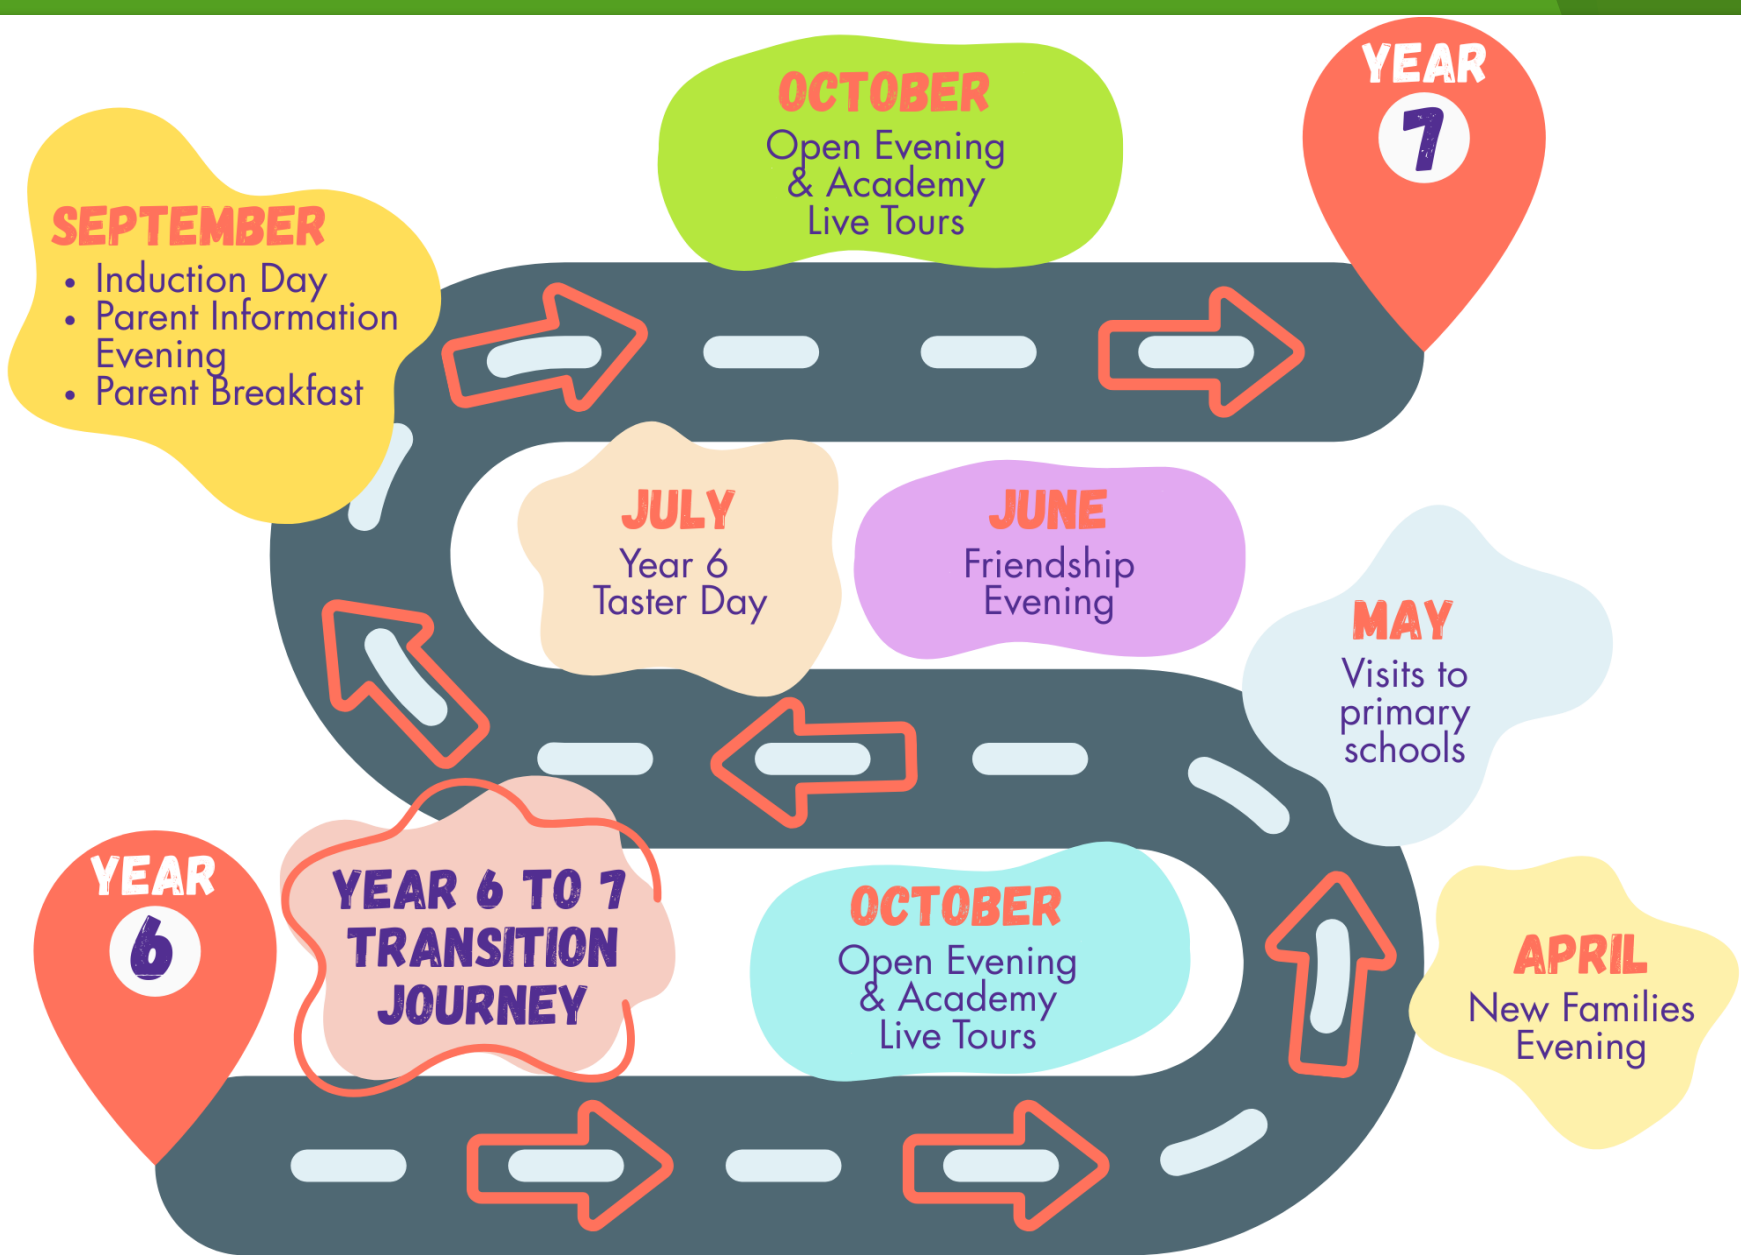 OCTOBER
Open Evening
& Academy
Live Tours
YEAR
7
SEPTEMBER
• Induction Day
• Parent Information
Evening
• Parent Breakfast
JULY
Year 6
Taster Day
JUNE
Friendship
Evening
MAY
Visits to
primary
schools
YEAR
6
YEAR 6 TO 7
TRANSITION
JOURNEY
OCTOBER
Open Evening
& Academy
Live Tours
APRIL
New Families
Evening